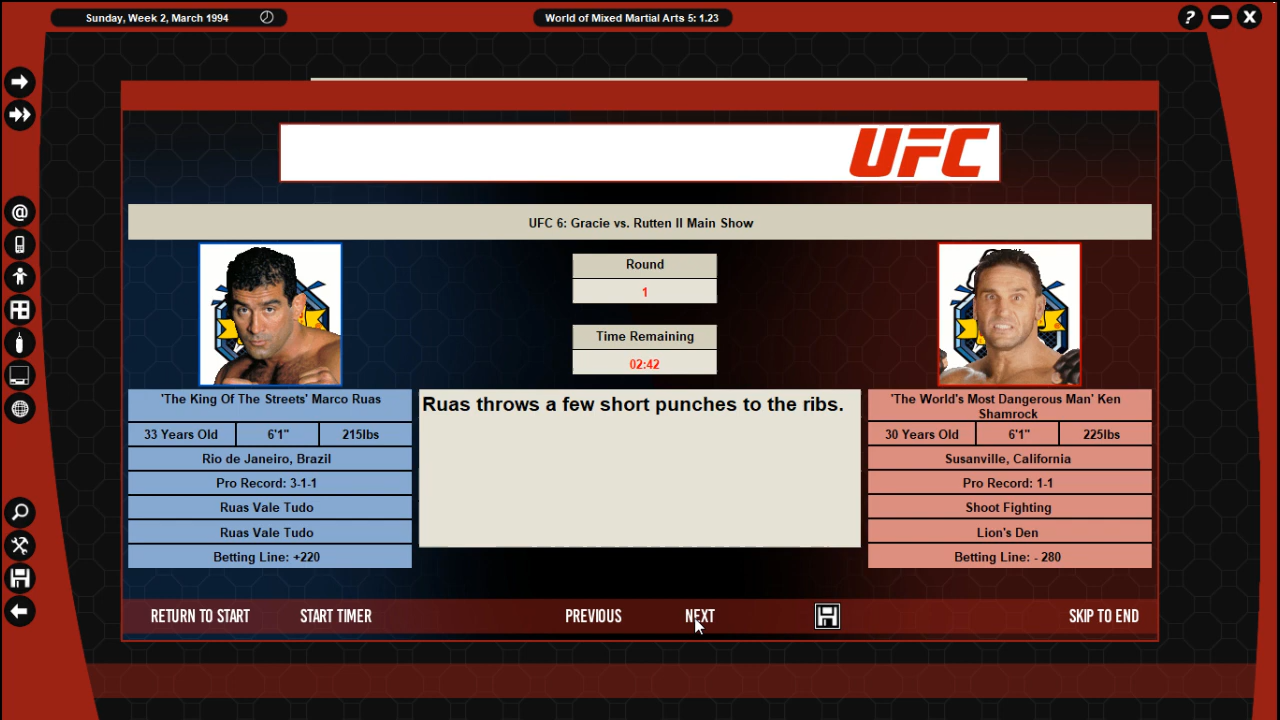 Sunday, Week 2, March 1994
World of Mixed Martial Arts 5: 1.23
?
X
UFC
UFC 6: Gracie vs. Rutten II Main Show
Round
1
Time Remaining
02:42
'The King Of The Streets' Marco Ruas
33 Years Old
6'1"
215lbs
Rio de Janeiro, Brazil
Pro Record: 3-1-1
Ruas Vale Tudo
Ruas Vale Tudo
Betting Line: +220
Ruas throws a few short punches to the ribs.
'The World's Most Dangerous Man' Ken
Shamrock
30 Years Old
6'1"
225lbs
Susanville, California
Pro Record: 1-1
Shoot Fighting
Lion's Den
Betting Line: - 280
@
RETURN TO START
START TIMER
PREVIOUS
NEXT
SKIP TO END